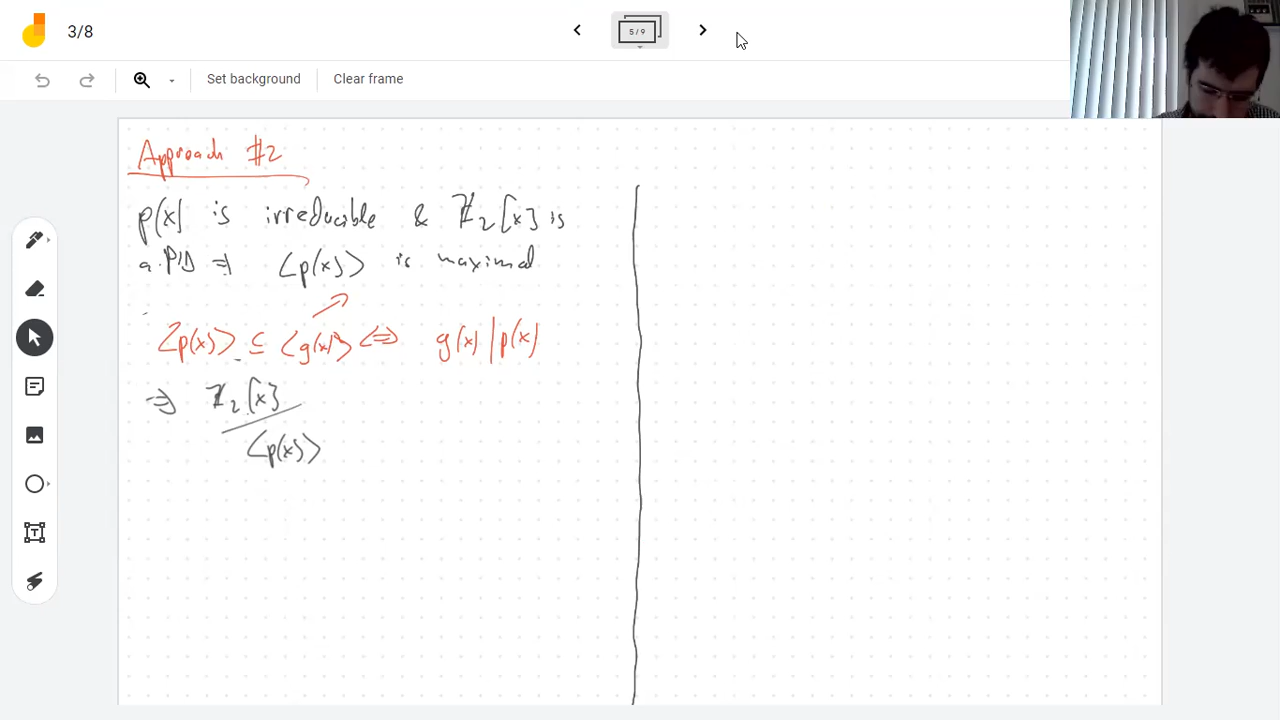 3/8
5/9
Set background
Clear frame
Approach #2
p(x) is irreducible & ℤ₂[x] is
a PID ⇒ ⟨p(x)⟩ is maximal
⟨p(x)⟩ ⊆ ⟨g(x)⟩ ⇔ g(x) | p(x)
⇒ ℤ₂[x] /
⟨p(x)⟩